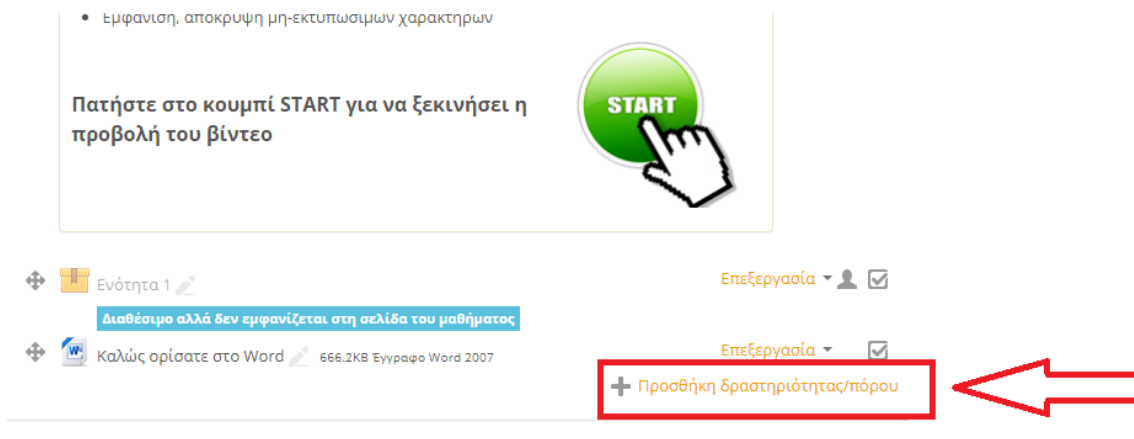 Εμφάνιση, απόκρυψη μη-εκτυπώσιμων χαρακτήρων
Πατήστε στο κουμπί START για να ξεκινήσει η
προβολή του βίντεο
START
Ενότητα 1
Επεξεργασία
Διαθέσιμο αλλά δεν εμφανίζεται στη σελίδα του μαθήματος
Καλώς ορίσατε στο Word 666.2KB Έγγραφο Word 2007
Επεξεργασία
Προσθήκη δραστηριότητας/πόρου